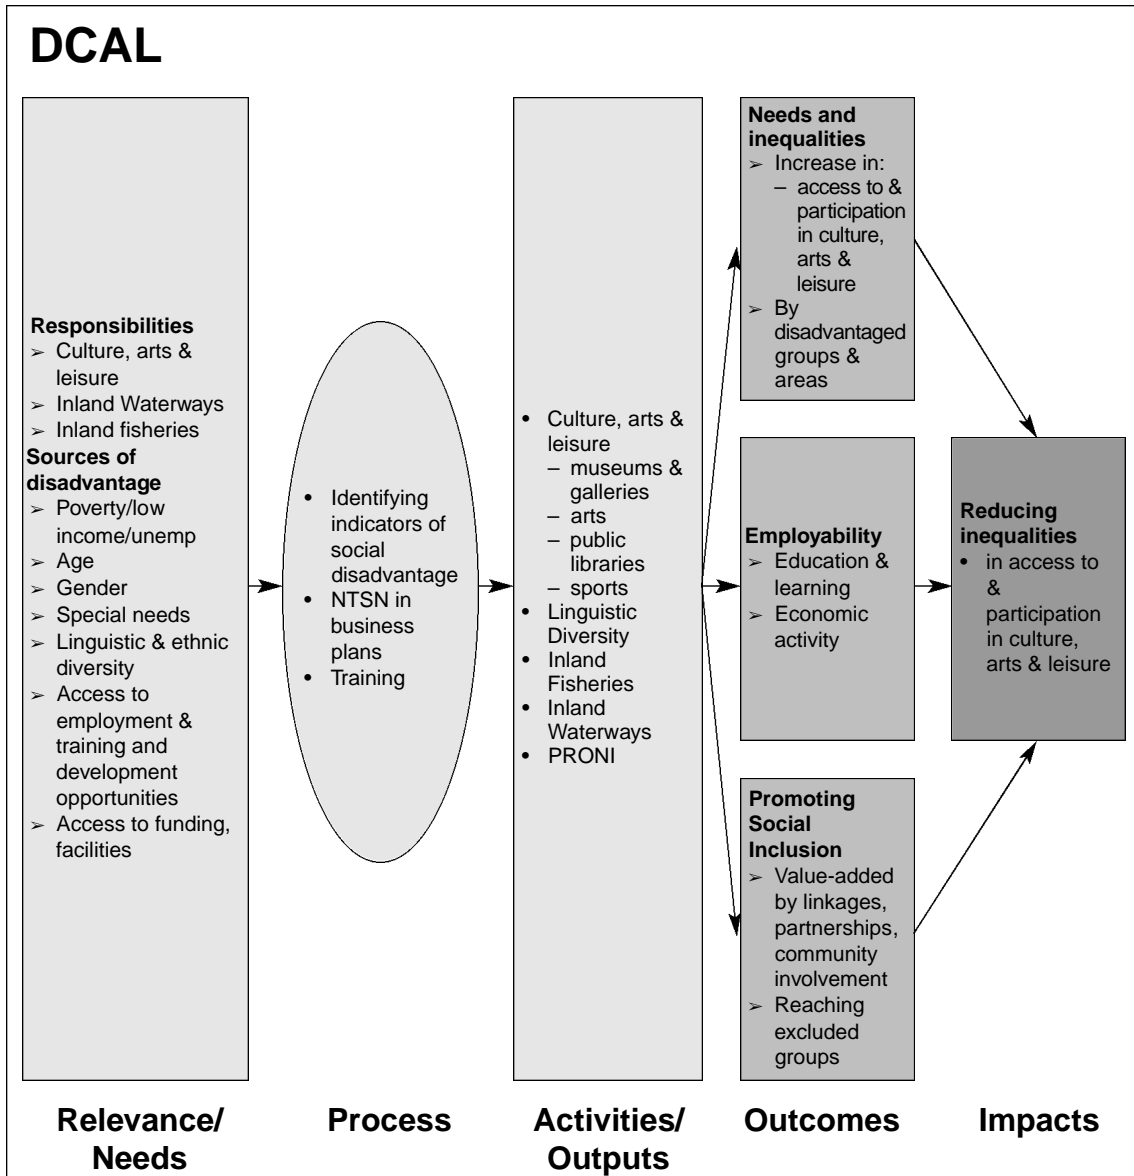 DCAL
Responsibilities
➢ Culture, arts &
leisure
➢ Inland Waterways
➢ Inland fisheries
Sources of
disadvantage
➢ Poverty/low
income/unemp
➢ Age
➢ Gender
➢ Special needs
➢ Linguistic & ethnic
diversity
➢ Access to
employment &
training and
development
opportunities
➢ Access to funding,
facilities
• Identifying
indicators of
social
disadvantage
• NTSN in
business
plans
• Training
• Culture, arts &
leisure
– museums &
galleries
– arts
– public
libraries
– sports
• Linguistic
Diversity
• Inland
Fisheries
• Inland
Waterways
• PRONI
Needs and
inequalities
➢ Increase in:
– access to &
participation
in culture,
arts &
leisure
➢ By
disadvantaged
groups &
areas
Employability
➢ Education &
learning
➢ Economic
activity
Promoting
Social
Inclusion
➢ Value-added
by linkages,
partnerships,
community
involvement
➢ Reaching
excluded
groups
Reducing
inequalities
• in access to
&
participation
in culture,
arts & leisure
Relevance/
Needs
Process
Activities/
Outputs
Outcomes
Impacts